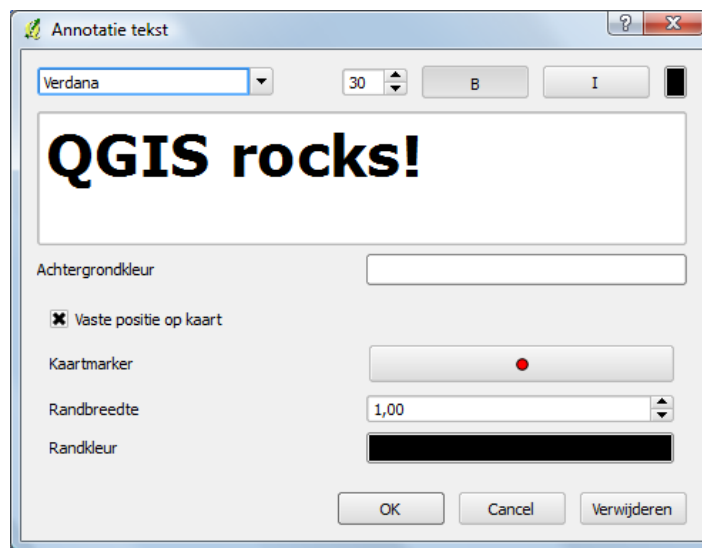 Annotatie tekst
Verdana 30 B I
QGIS rocks!
Achtergrondkleur
Vaste positie op kaart
Kaartmarker
Randbreedte 1,00
Randkleur
OK Cancel Verwijderen